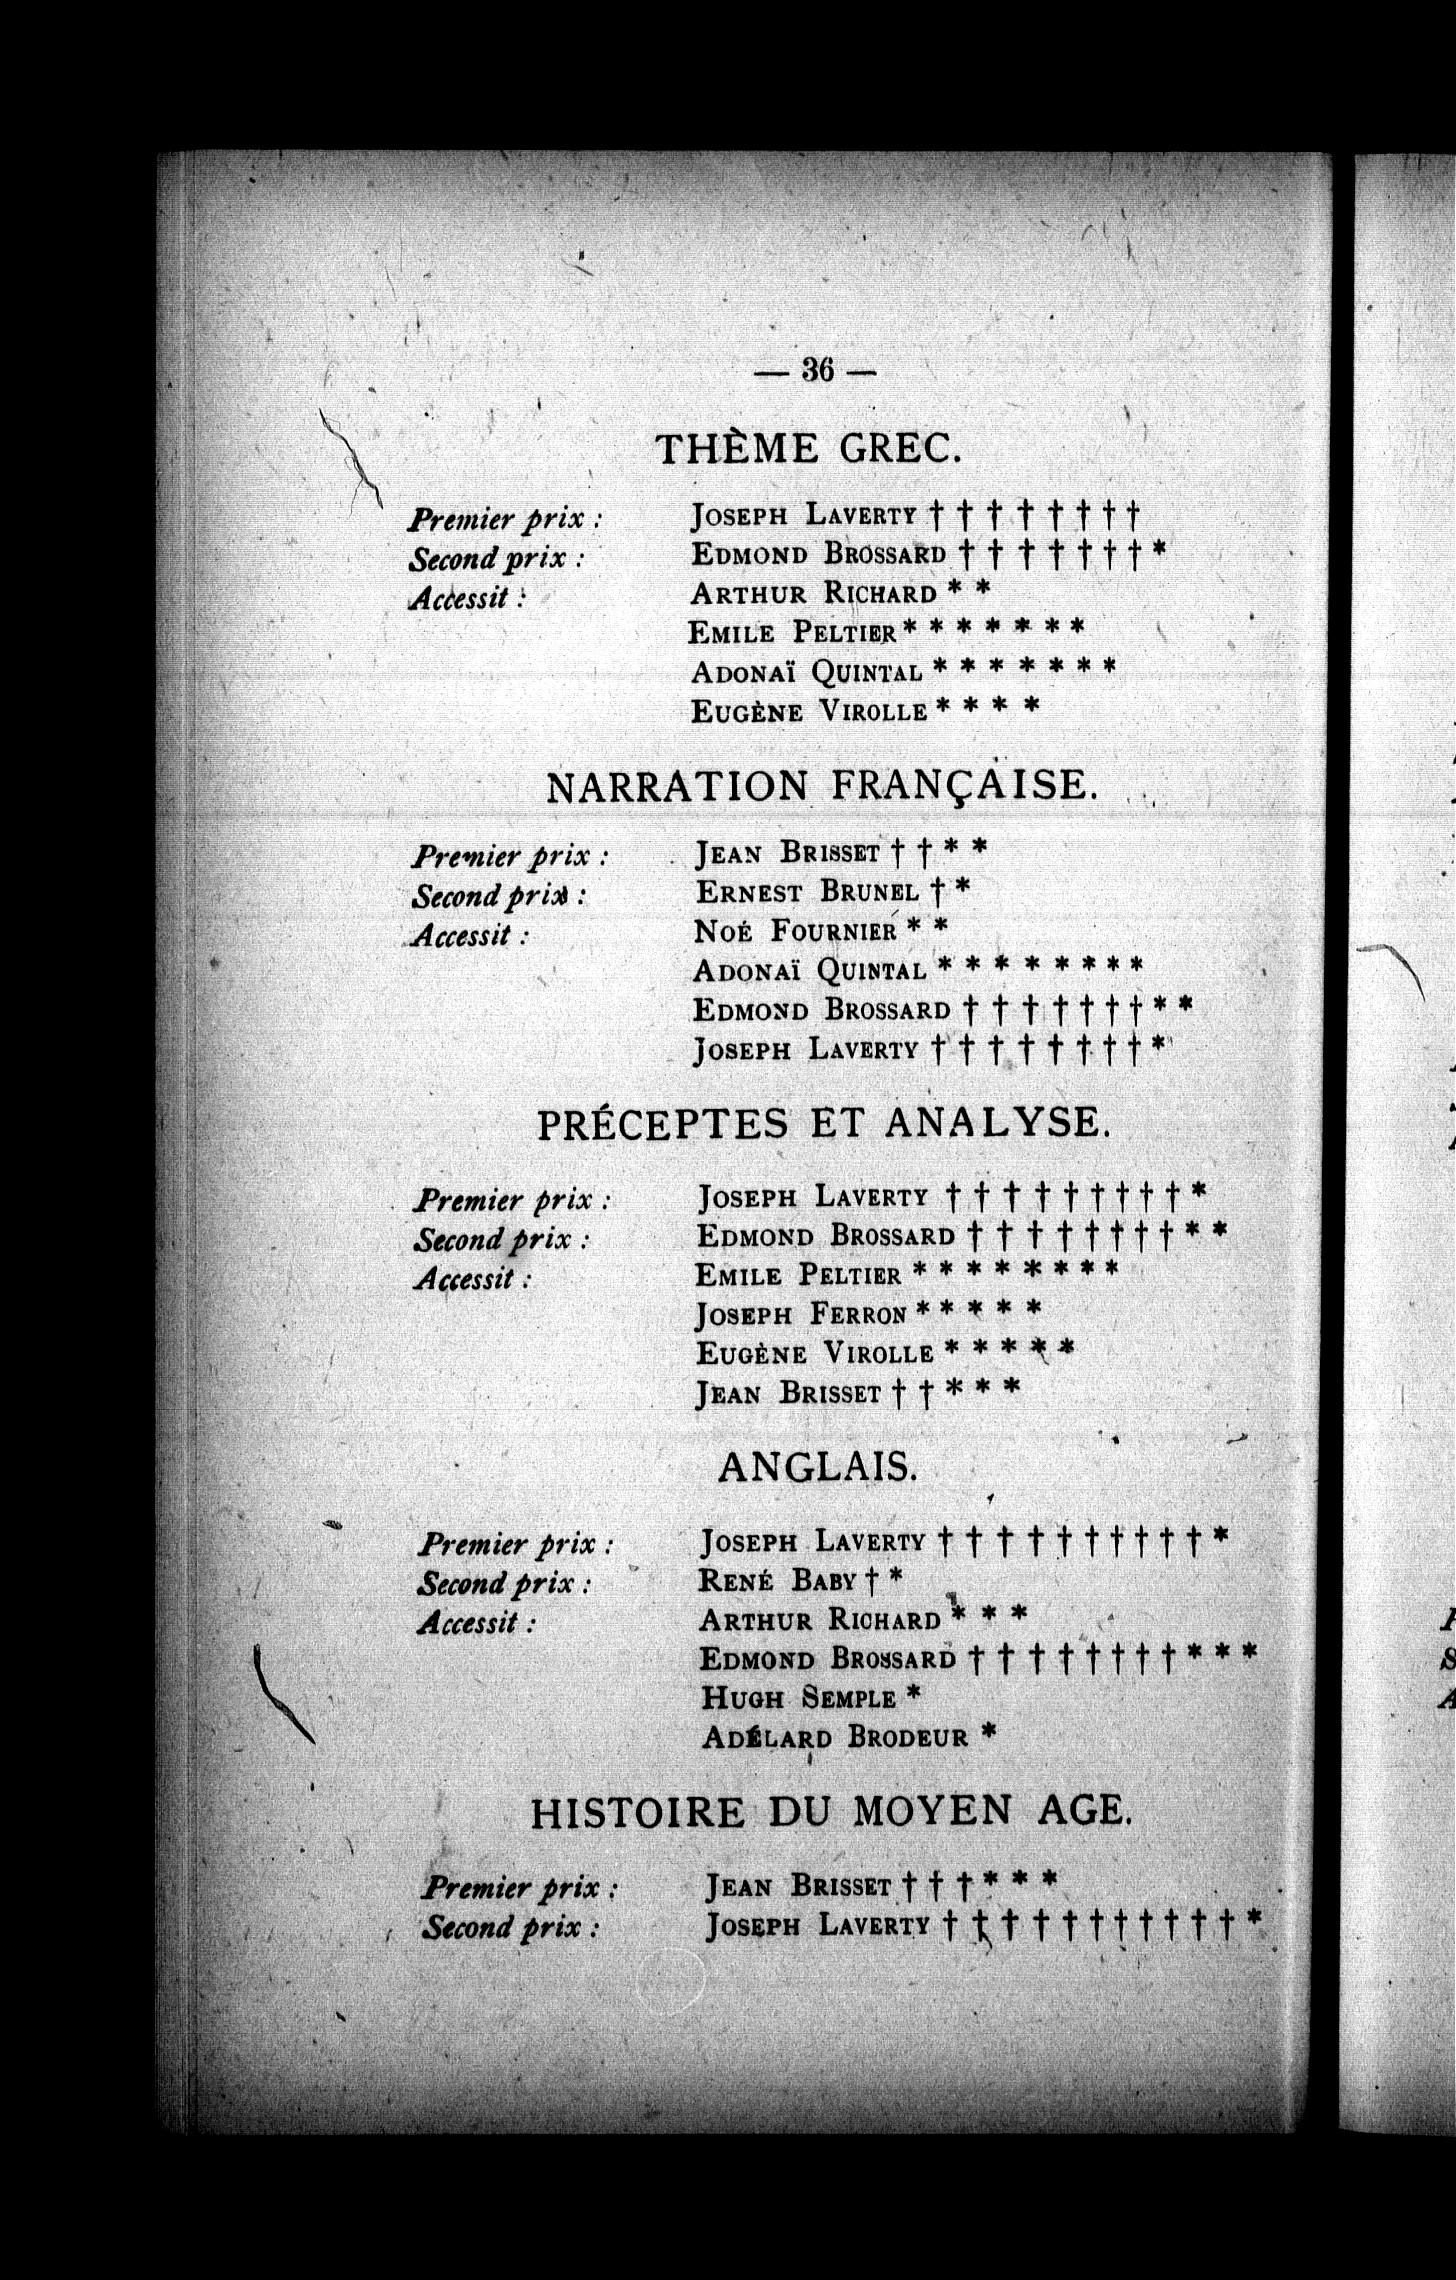 — 36 —
THÈME GREC.
Premier prix : JOSEPH LAVERTY † † † † † † † †
Second prix : EDMOND BROSSARD † † † † † † † *
Accessit : ARTHUR RICHARD * *
EMILE PELTIER * * * * * * *
ADONAÏ QUINTAL * * * * * * *
EUGÈNE VIROLLE * * * *
NARRATION FRANÇAISE.
Premier prix : JEAN BRISSET † † * *
Second prix : ERNEST BRUNEL † *
Accessit : NOÉ FOURNIER * *
ADONAÏ QUINTAL * * * * * * * *
EDMOND BROSSARD † † † † † † † * *
JOSEPH LAVERTY † † † † † † † † *
PRÉCEPTES ET ANALYSE.
Premier prix : JOSEPH LAVERTY † † † † † † † † † *
Second prix : EDMOND BROSSARD † † † † † † † † * *
Accessit : EMILE PELTIER * * * * * * * *
JOSEPH FERRON * * * * *
EUGÈNE VIROLLE * * * * *
JEAN BRISSET † † * * *
ANGLAIS.
Premier prix : JOSEPH LAVERTY † † † † † † † † † † *
Second prix : RENÉ BABY † *
Accessit : ARTHUR RICHARD * * *
EDMOND BROSSARD † † † † † † † † * * *
HUGH SEMPLE *
ADÉLARD BRODEUR *
HISTOIRE DU MOYEN AGE.
Premier prix : JEAN BRISSET † † † * * *
Second prix : JOSEPH LAVERTY † † † † † † † † † † † *